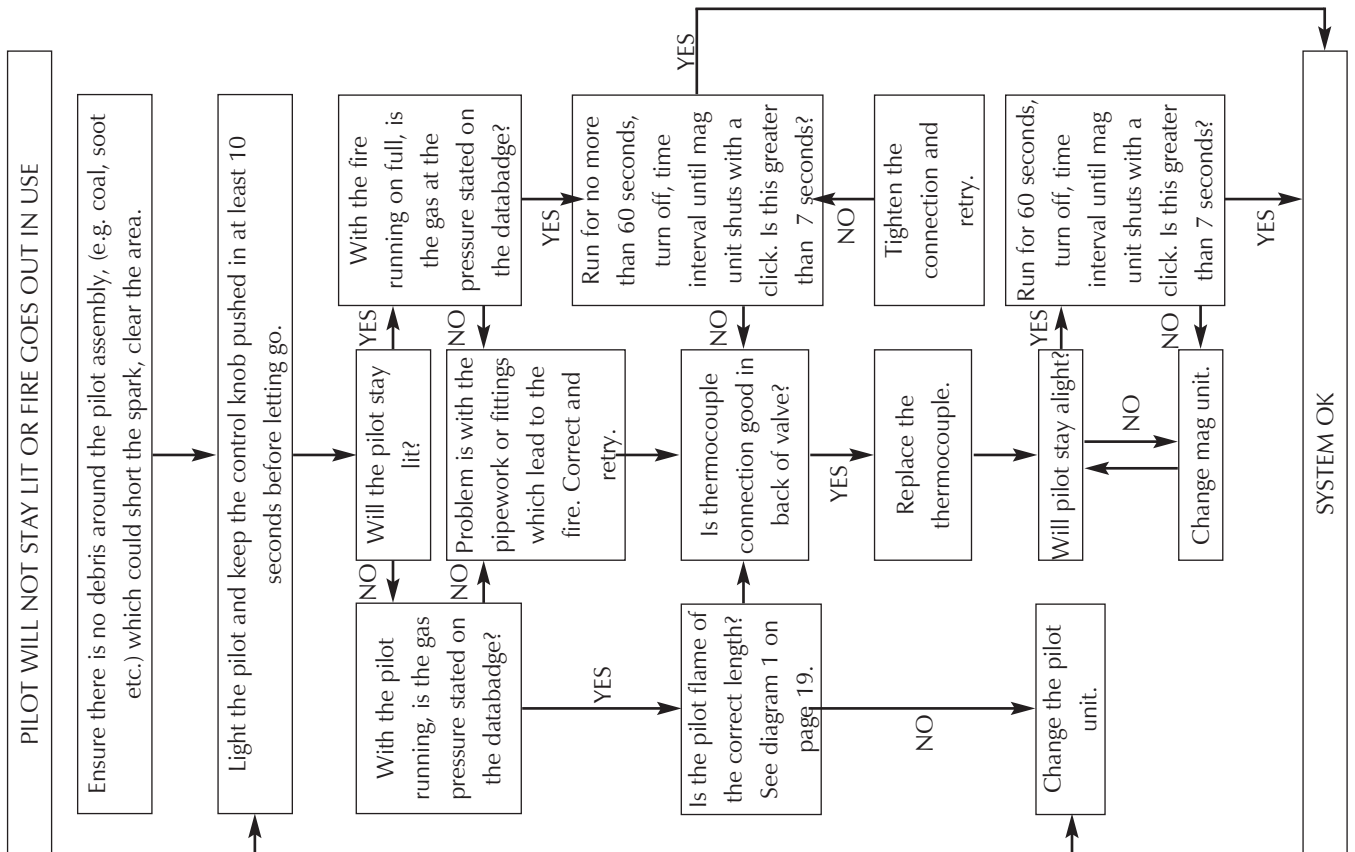 PILOT WILL NOT STAY LIT OR FIRE GOES OUT IN USE
Ensure there is no debris around the pilot assembly, (e.g. coal, soot
etc.) which could short the spark, clear the area.
Light the pilot and keep the control knob pushed in at least 10
seconds before letting go.
With the pilot
running, is the gas
pressure stated on
the databadge?
NO
Will the pilot stay
lit?
YES
With the fire
running on full, is
the gas at the
pressure stated on
the databadge?
NO
Problem is with the
pipework or fittings
which lead to the
fire. Correct and
retry.
NO
YES
YES
Is the pilot flame of
the correct length?
See diagram 1 on
page 19.
Is thermocouple
connection good in
back of valve?
NO
Run for no more
than 60 seconds,
turn off, time
interval until mag
unit shuts with a
click. Is this greater
than 7 seconds?
YES
NO
YES
NO
Replace the
thermocouple.
Tighten the
connection and
retry.
Change the pilot
unit.
Will pilot stay alight?
YES
Run for 60 seconds,
turn off, time
interval until mag
unit shuts with a
click. Is this greater
than 7 seconds?
NO
NO
Change mag unit.
YES
SYSTEM OK